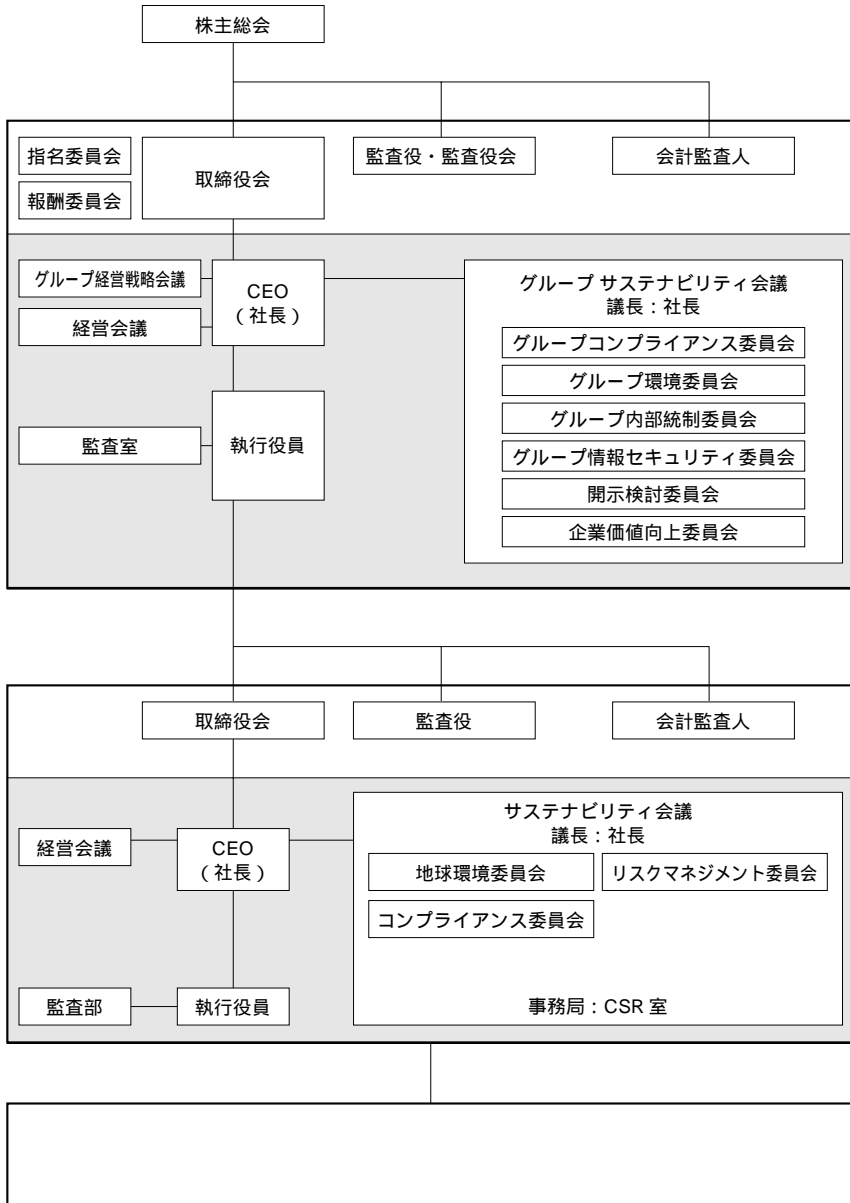 株主総会
指名委員会
報酬委員会
取締役会
監査役・監査役会
会計監査人
グループ経営戦略会議
経営会議
CEO
（社長）
監査室
執行役員
グループ サステナビリティ会議
議長：社長
グループコンプライアンス委員会
グループ環境委員会
グループ内部統制委員会
グループ情報セキュリティ委員会
開示検討委員会
企業価値向上委員会
取締役会
監査役
会計監査人
経営会議
CEO
（社長）
監査部
執行役員
サステナビリティ会議
議長：社長
地球環境委員会
リスクマネジメント委員会
コンプライアンス委員会
事務局：CSR 室